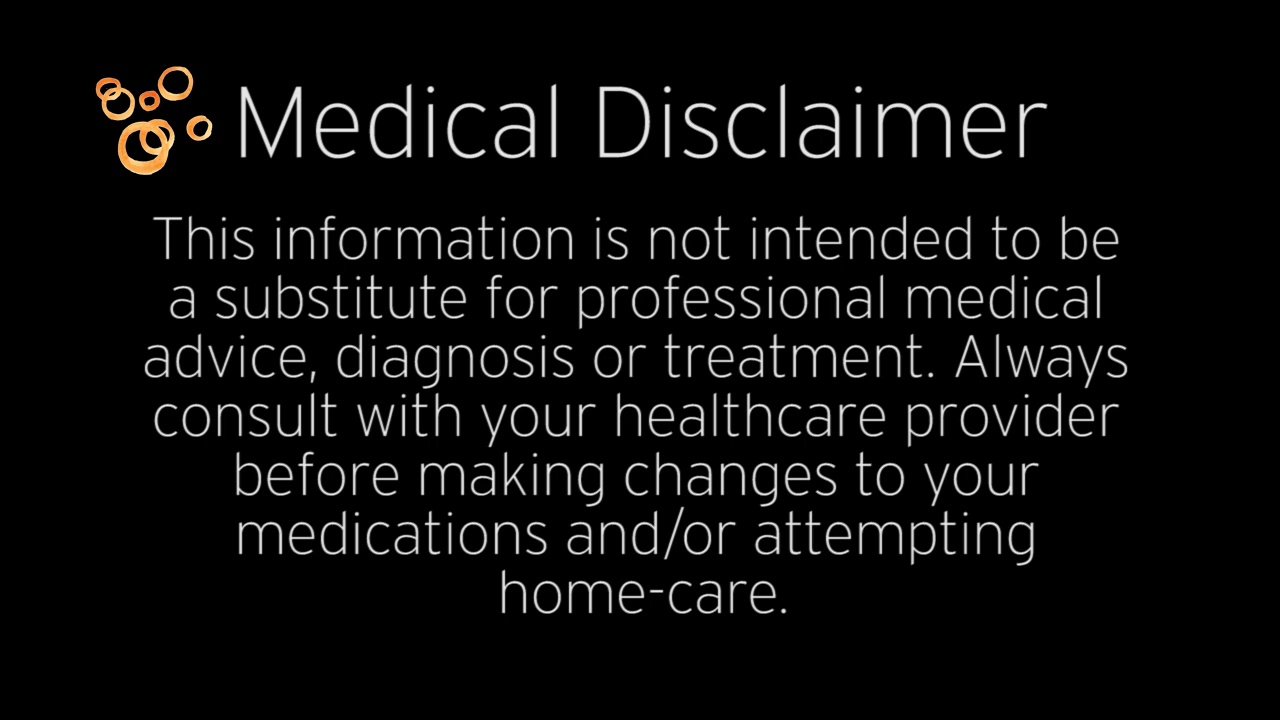 Medical Disclaimer
This information is not intended to be
a substitute for professional medical
advice, diagnosis or treatment. Always
consult with your healthcare provider
before making changes to your
medications and/or attempting
home-care.